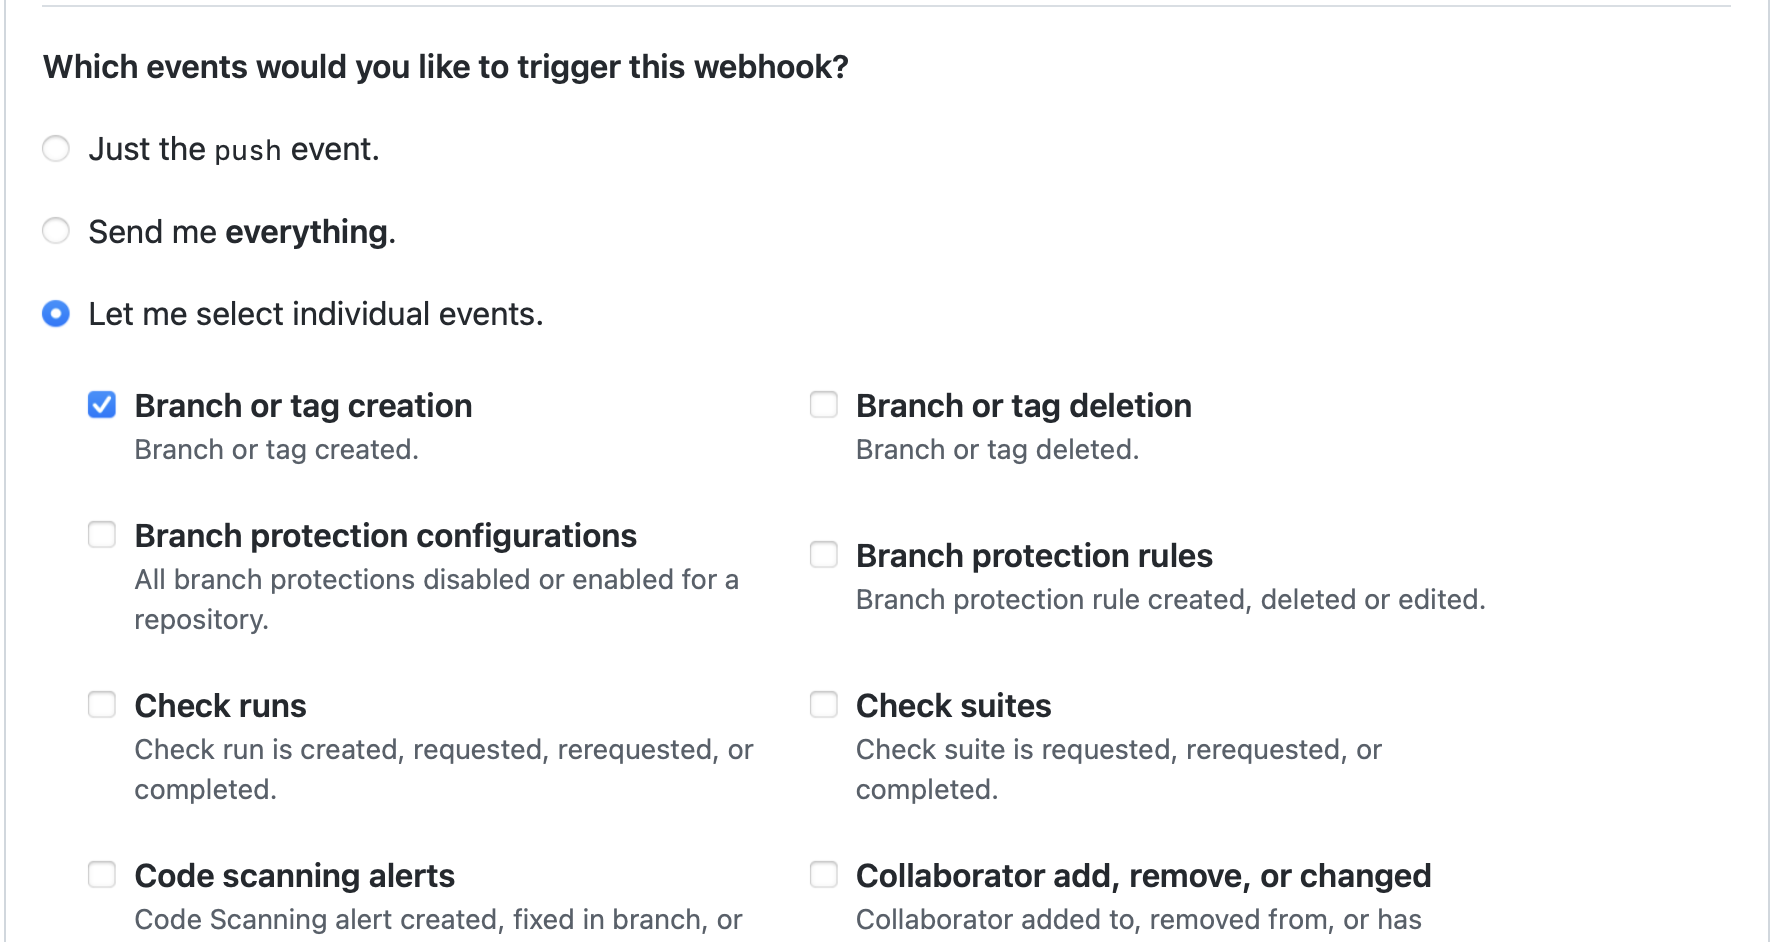 Which events would you like to trigger this webhook?
Just the push event.
Send me everything.
Let me select individual events.
Branch or tag creation
Branch or tag created.
Branch or tag deletion
Branch or tag deleted.
Branch protection configurations
All branch protections disabled or enabled for a
repository.
Branch protection rules
Branch protection rule created, deleted or edited.
Check runs
Check run is created, requested, rerequested, or
completed.
Check suites
Check suite is requested, rerequested, or
completed.
Code scanning alerts
Code Scanning alert created, fixed in branch, or
Collaborator add, remove, or changed
Collaborator added to, removed from, or has